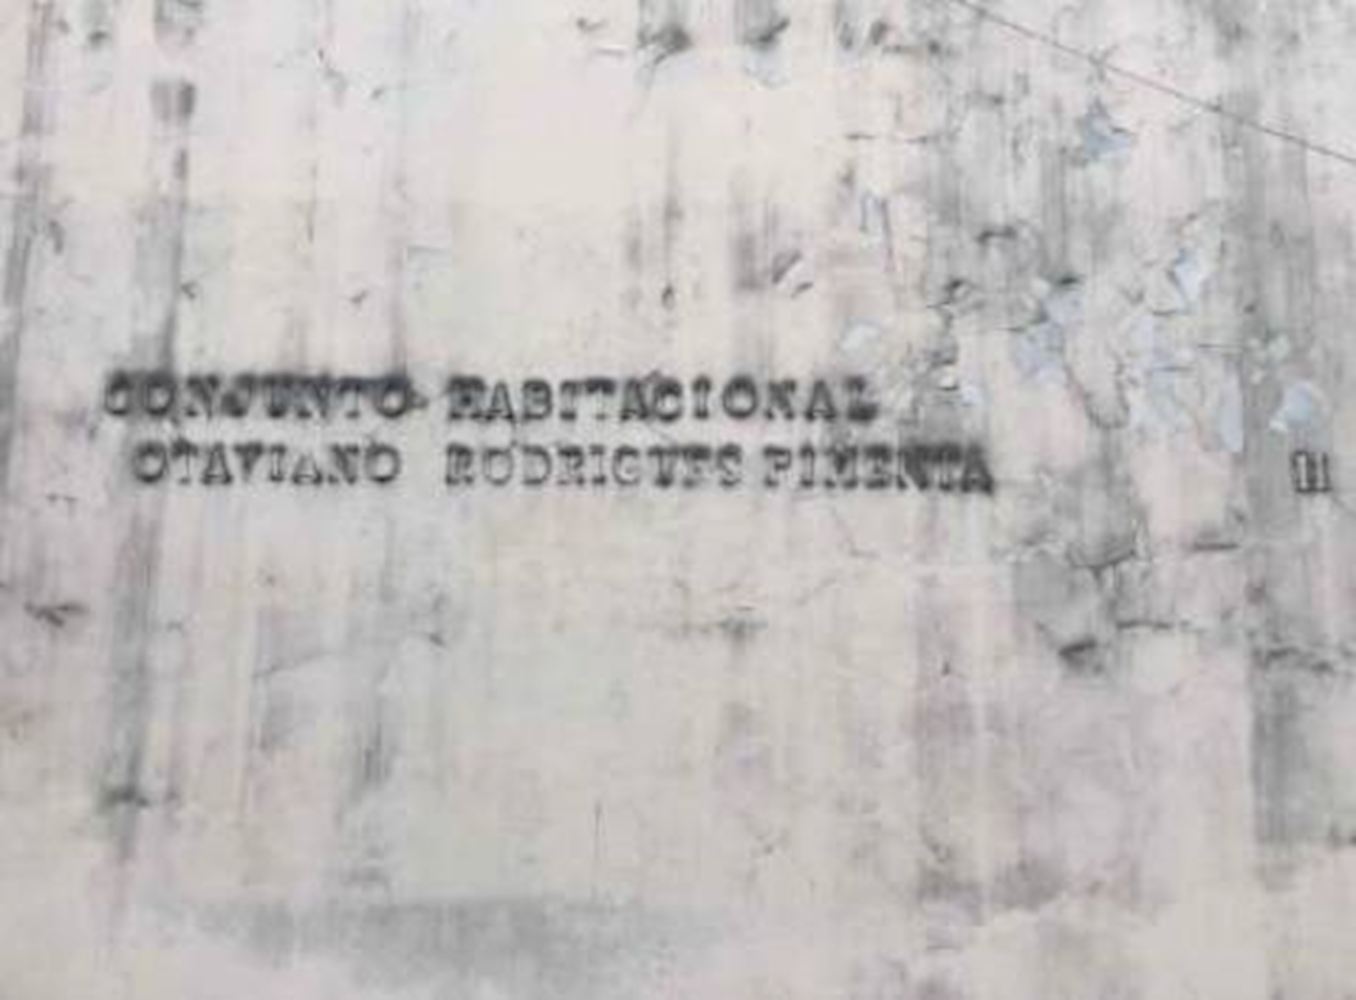 CONJUNTO HABITACIONAL
OTAVIANO RODRIGUES PIMENTA